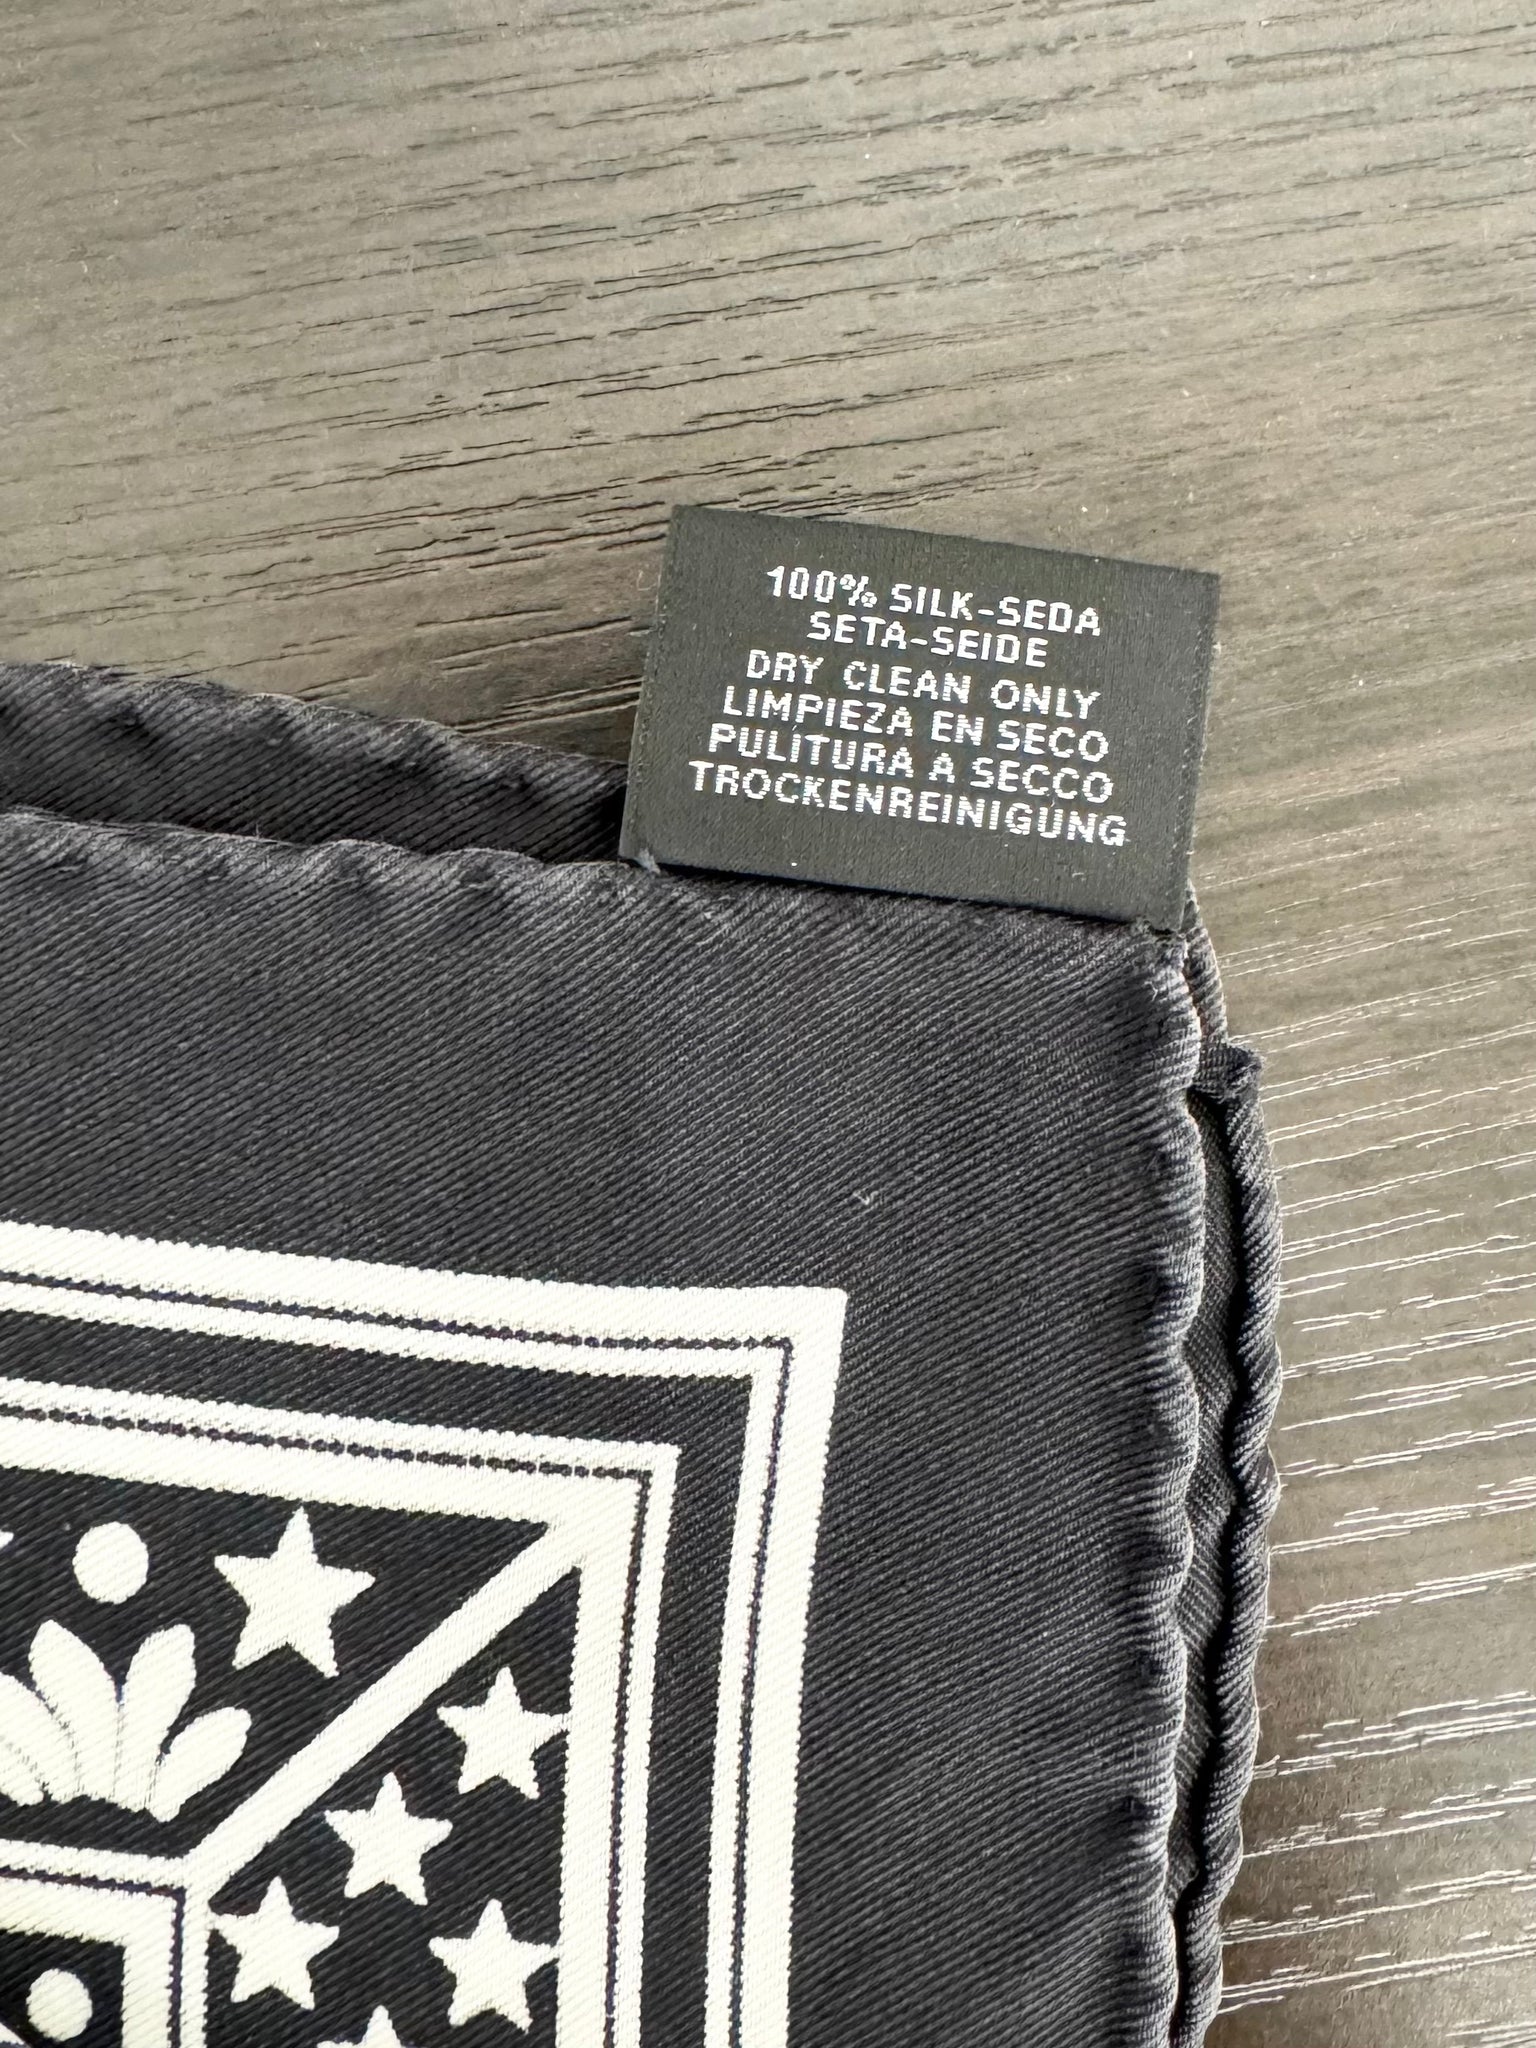 100% SILK-SEDA
SETA-SEIDE
DRY CLEAN ONLY
LIMPIEZA EN SECO
PULITURA A SECCO
TROCKENREINIGUNG